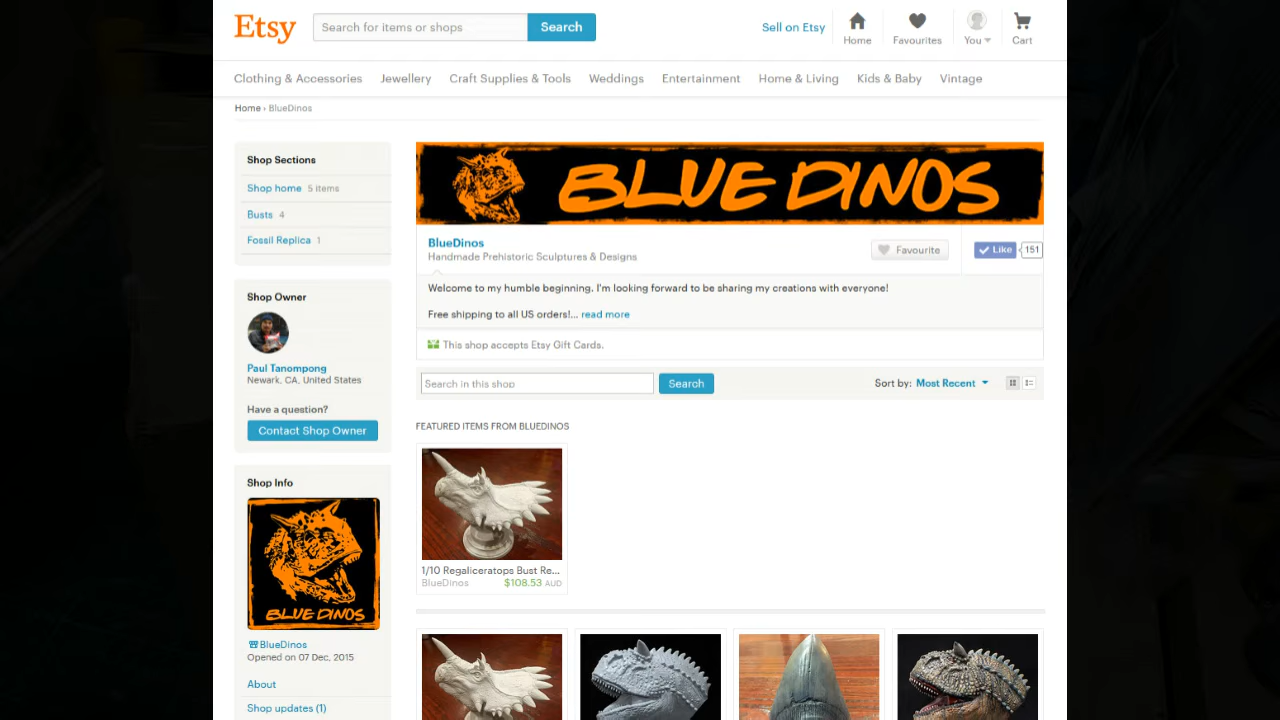 Etsy
Search for items or shops
Search
Sell on Etsy
Home
Favourites
You
Cart
Clothing & Accessories
Jewellery
Craft Supplies & Tools
Weddings
Entertainment
Home & Living
Kids & Baby
Vintage
Home › BlueDinos
Shop Sections
Shop home 5 items
Busts 4
Fossil Replica 1
Shop Owner
Paul Tanompong
Newark, CA, United States
Have a question?
Contact Shop Owner
Shop Info
BLUE DINOS
BlueDinos
Opened on 07 Dec, 2015
About
Shop updates (1)
BLUE DINOS
BlueDinos
Handmade Prehistoric Sculptures & Designs
Favourite
Like
151
Welcome to my humble beginning. I'm looking forward to be sharing my creations with everyone!
Free shipping to all US orders!... read more
This shop accepts Etsy Gift Cards.
Search in this shop
Search
Sort by: Most Recent
FEATURED ITEMS FROM BLUEDINOS
1/10 Regaliceratops Bust Re...
BlueDinos $108.53 AUD